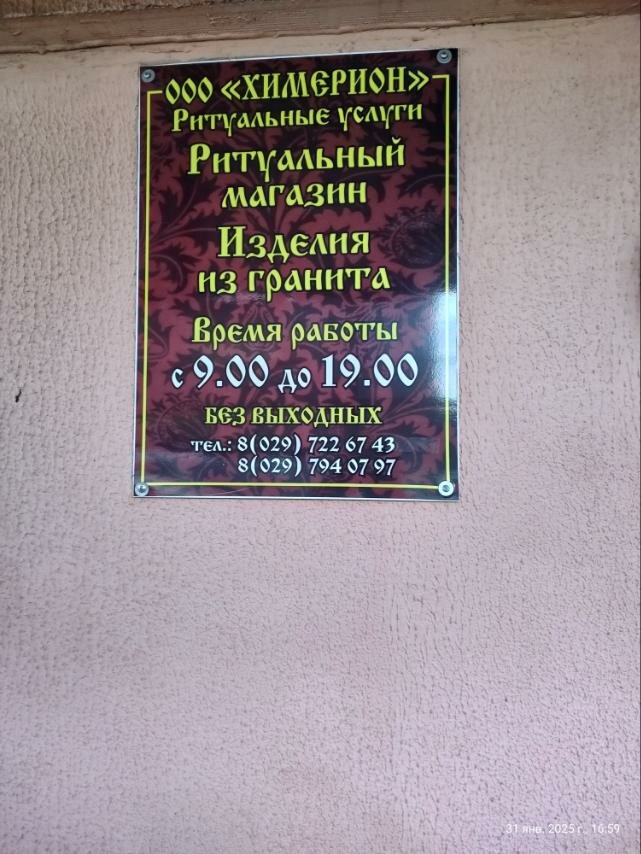 ООО «ХИМЕРИОН»
Ритуальные услуги
Ритуальный
магазин
Изделия
из гранита
Время работы
с 9.00 до 19.00
без выходных
тел.: 8(029) 722 67 43
8(029) 794 07 97
31 янв. 2025 г., 16:59